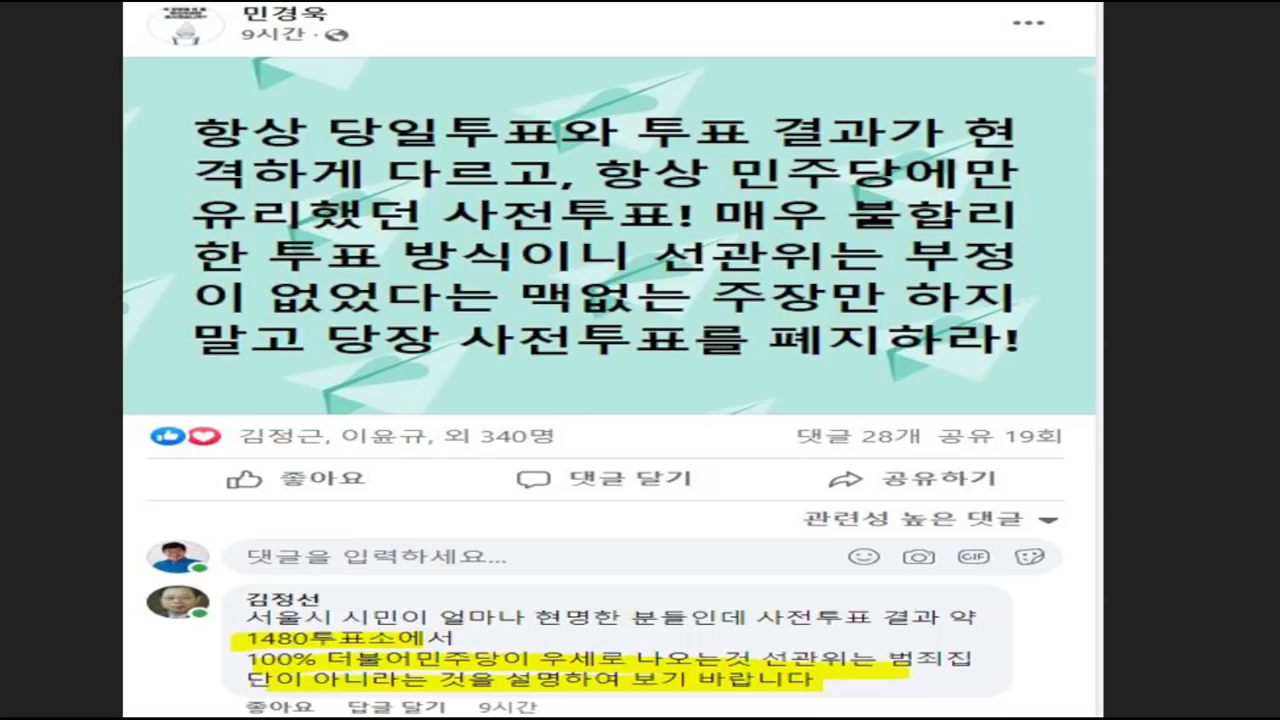 민경욱
9시간 ·
항상 당일투표와 투표 결과가 현
격하게 다르고, 항상 민주당에만
유리했던 사전투표! 매우 불합리
한 투표 방식이니 선관위는 부정
이 없었다는 맥없는 주장만 하지
말고 당장 사전투표를 폐지하라!
김정근, 이윤규, 외 340명 댓글 28개 공유 19회
좋아요 댓글 달기 공유하기
관련성 높은 댓글
댓글을 입력하세요... GIF
김정선
서울시 시민이 얼마나 현명한 분들인데 사전투표 결과 약
1480투표소에서
100% 더불어민주당이 우세로 나오는것 선관위는 범죄집
단이 아니라는 것을 설명하여 보기 바랍니다
좋아요 답글 달기 9시간